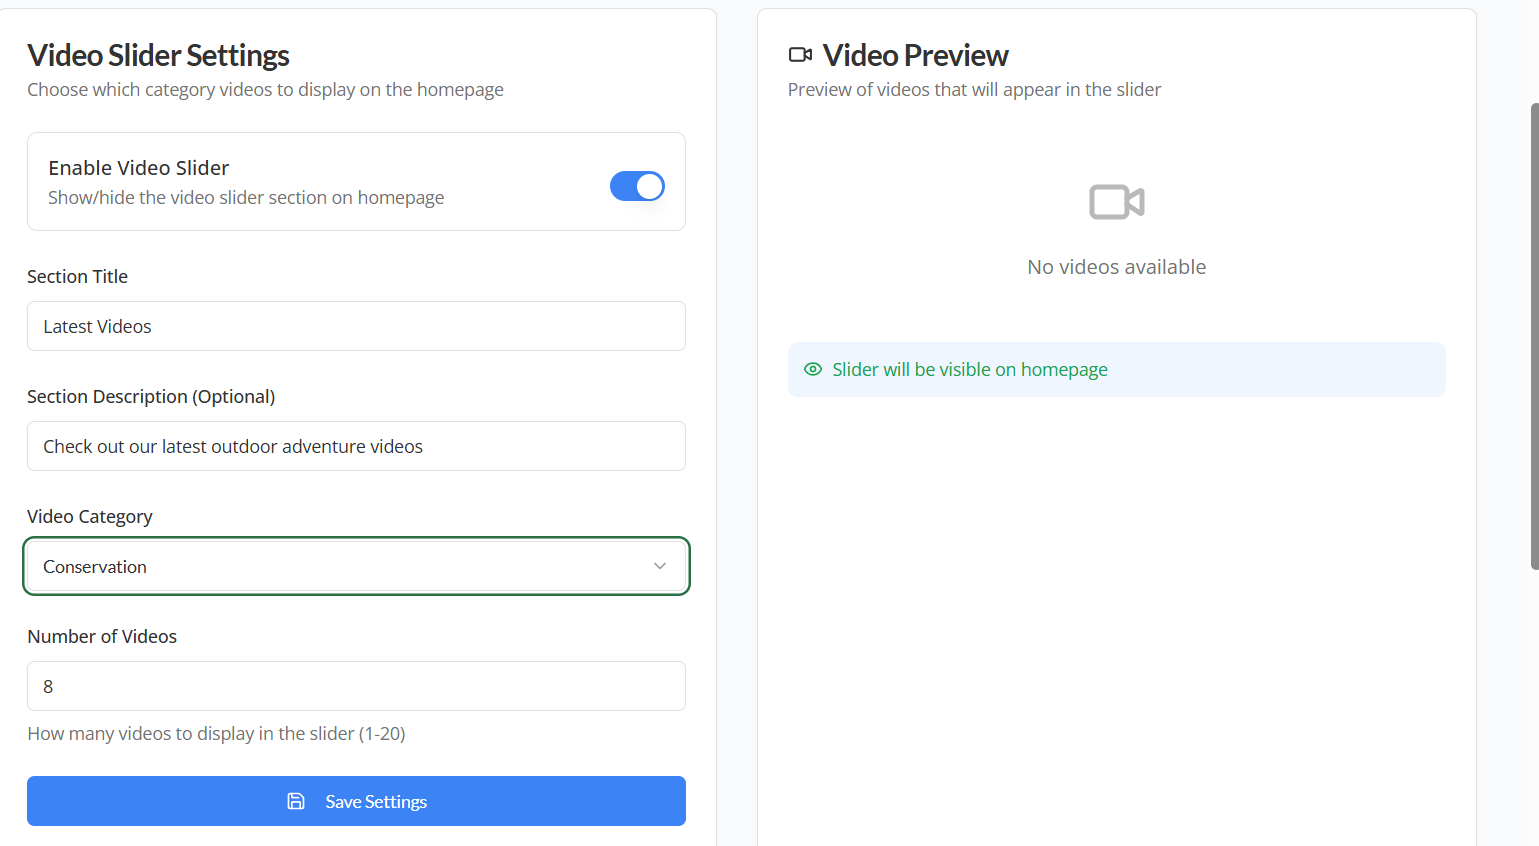 Video Slider Settings
Choose which category videos to display on the homepage
Enable Video Slider
Show/hide the video slider section on homepage
Section Title
Latest Videos
Section Description (Optional)
Check out our latest outdoor adventure videos
Video Category
Conservation
Number of Videos
8
How many videos to display in the slider (1-20)
Save Settings
Video Preview
Preview of videos that will appear in the slider
No videos available
Slider will be visible on homepage